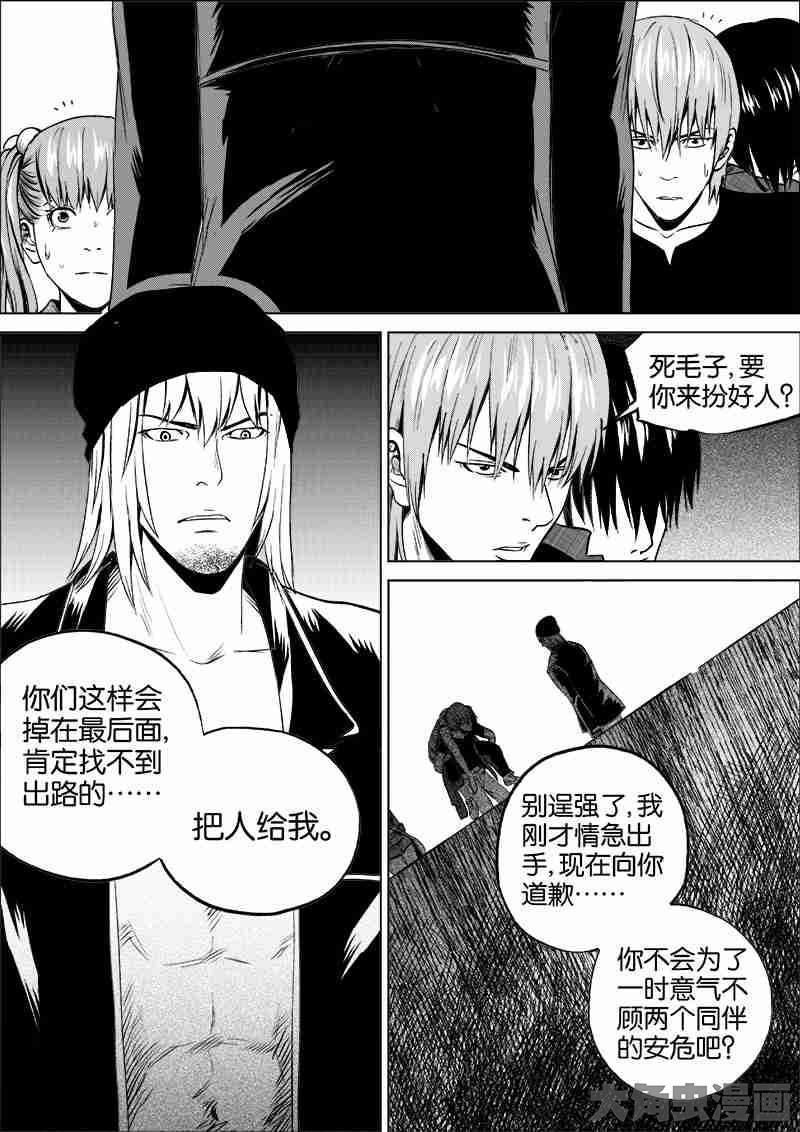 你们这样会
掉在最后面，
肯定找不到
出路的……
把人给我。
死毛子，要
你来扮好人？
别逞强了，我
刚才情急出
手，现在向你
道歉……
你不会为了
一时意气不
顾两个同伴
的安危吧？
大角虫漫画